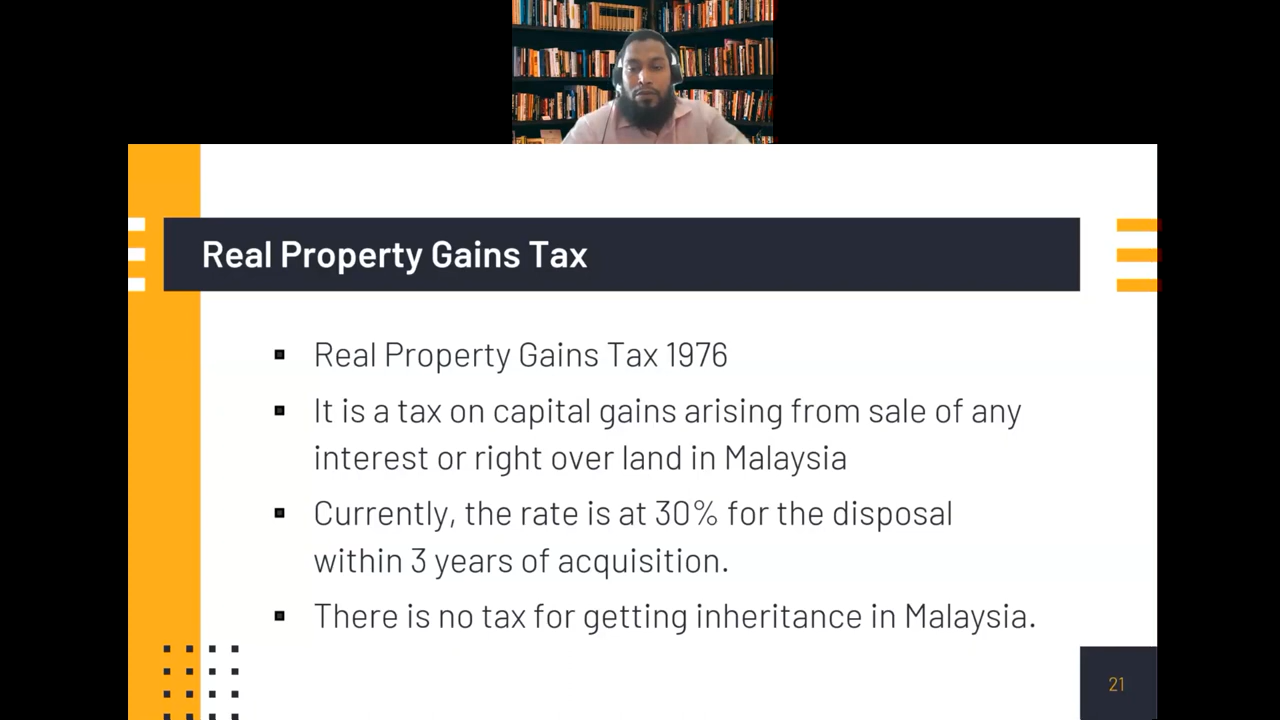 Real Property Gains Tax
Real Property Gains Tax 1976
It is a tax on capital gains arising from sale of any
interest or right over land in Malaysia
Currently, the rate is at 30% for the disposal
within 3 years of acquisition.
There is no tax for getting inheritance in Malaysia.
21